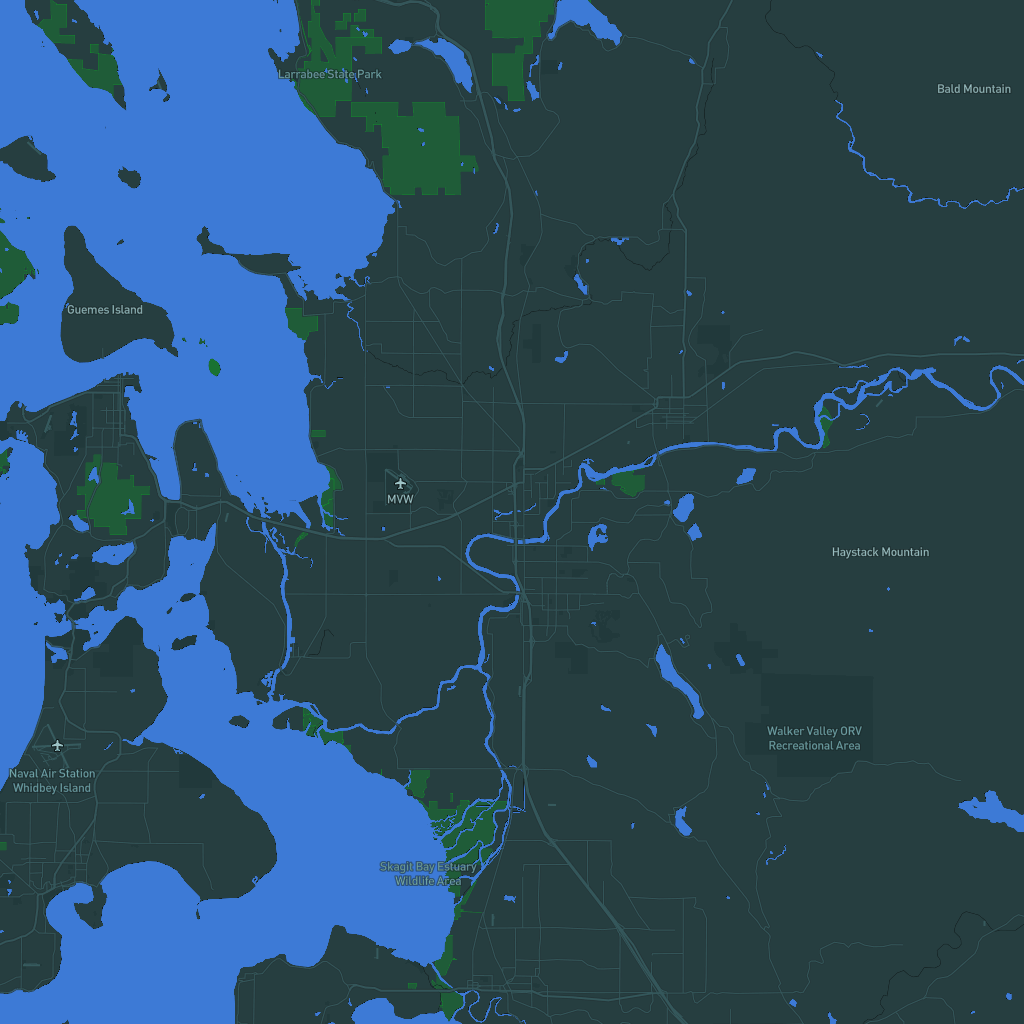 Larrabee State Park
Bald Mountain
Guemes Island
MVW
Haystack Mountain
Walker Valley ORV
Recreational Area
Naval Air Station
Whidbey Island
Skagit Bay Estuary
Wildlife Area